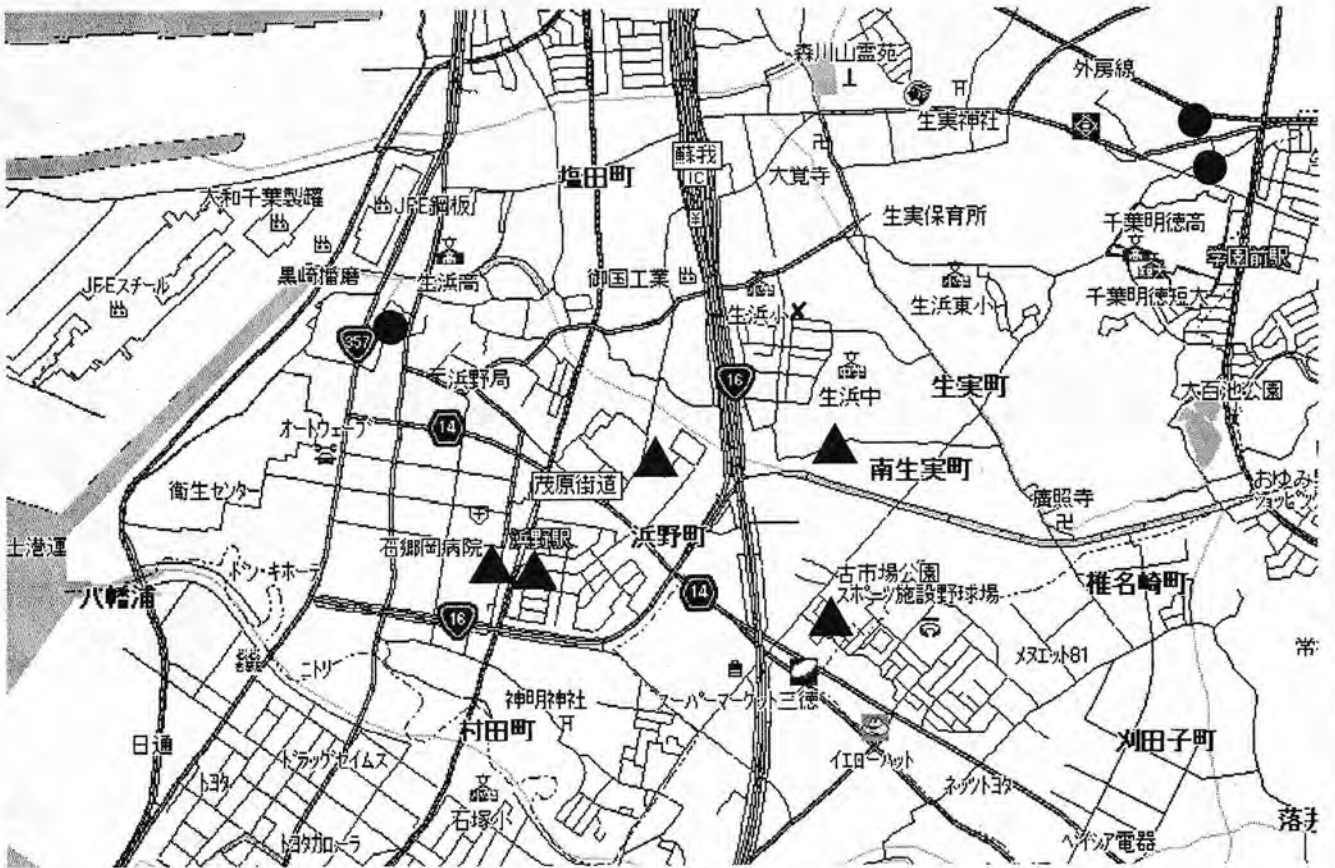 森川山霊苑
外房線
生実神社
蘇我
IC
大覚寺
塩田町
大和千葉製罐
JFE鋼板
生実保育所
千葉明徳高
学園前駅
黒崎播磨
生浜高
御国工業
JFEスチール
生浜小
生浜東小
千葉明徳短大
357
浜野局
16
生浜中
生実町
大百池公園
14
オートウェーブ
茂原街道
南生実町
衛生センター
廣照寺
おゆみ野
ｼｮｯﾋﾟﾝｸﾞ
石郷岡病院
浜野駅
浜野町
士港運
ドン・キホーテ
古市場公園
スポーツ施設野球場
椎名崎町
八幡浦
14
16
ニトリ
メヌエット81
常
神明神社
スーパーマーケット三徳
村田町
刈田子町
日通
イエローハット
ドラッグセイムス
トヨタ
ネッツトヨタ
石塚小
落井
トヨタカローラ
ベイシア電器